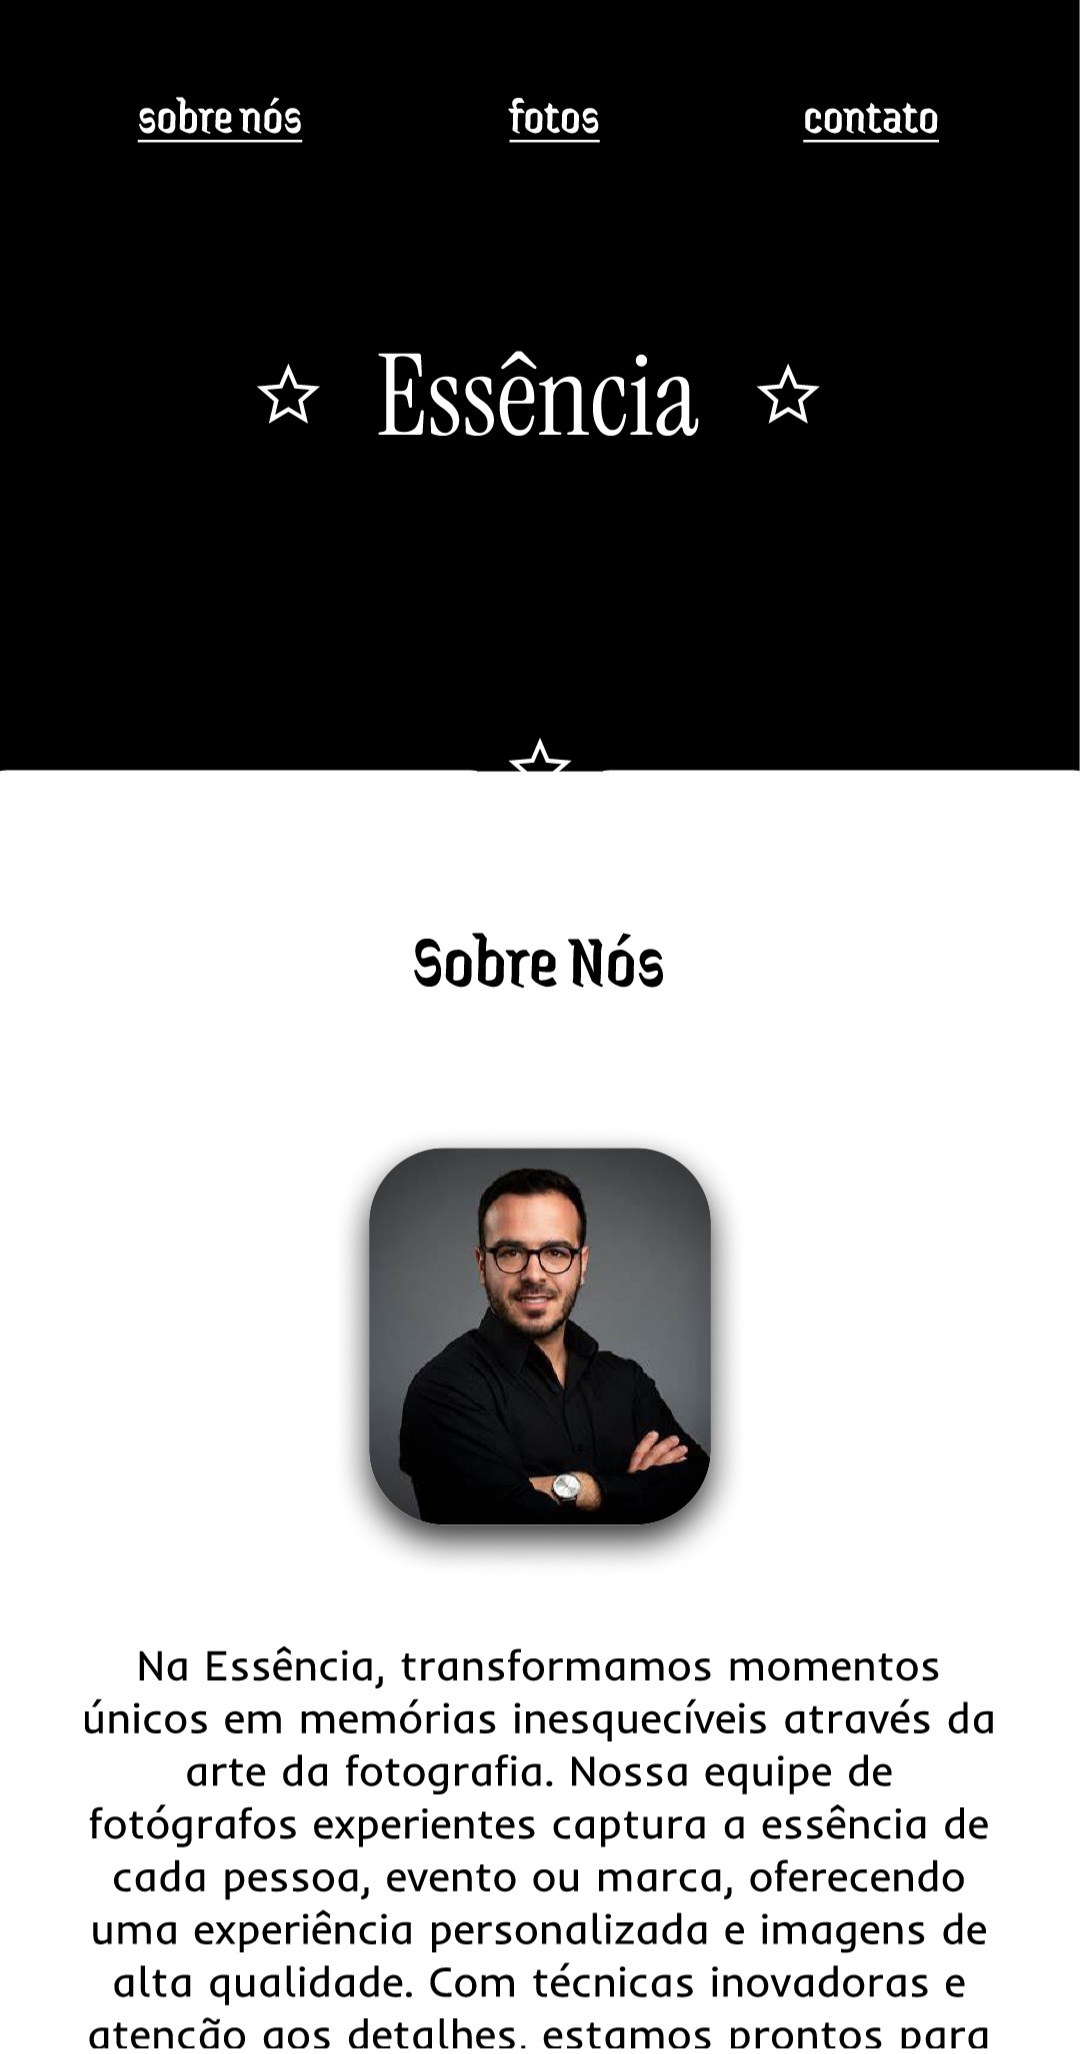 sobre nós
fotos
contato
Essência
Sobre Nós
Na Essência, transformamos momentos
únicos em memórias inesquecíveis através da
arte da fotografia. Nossa equipe de
fotógrafos experientes captura a essência de
cada pessoa, evento ou marca, oferecendo
uma experiência personalizada e imagens de
alta qualidade. Com técnicas inovadoras e
atenção aos detalhes, estamos prontos para